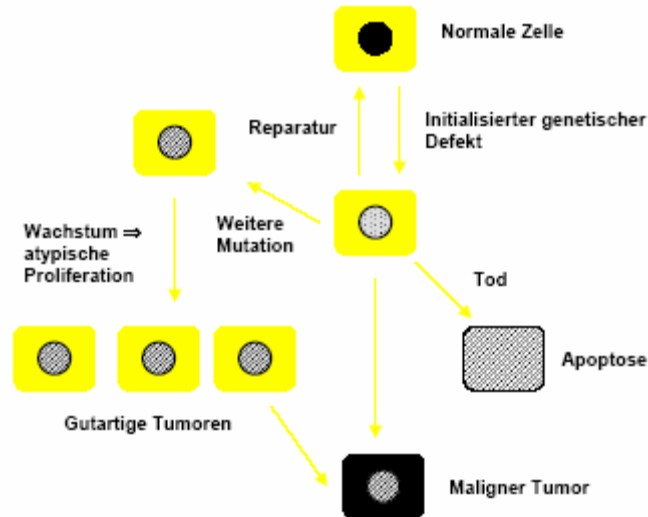 Normale Zelle
Reparatur
Initialisierter genetischer
Defekt
Wachstum ⇒
atypische
Proliferation
Weitere
Mutation
Tod
Apoptose
Gutartige Tumoren
Maligner Tumor